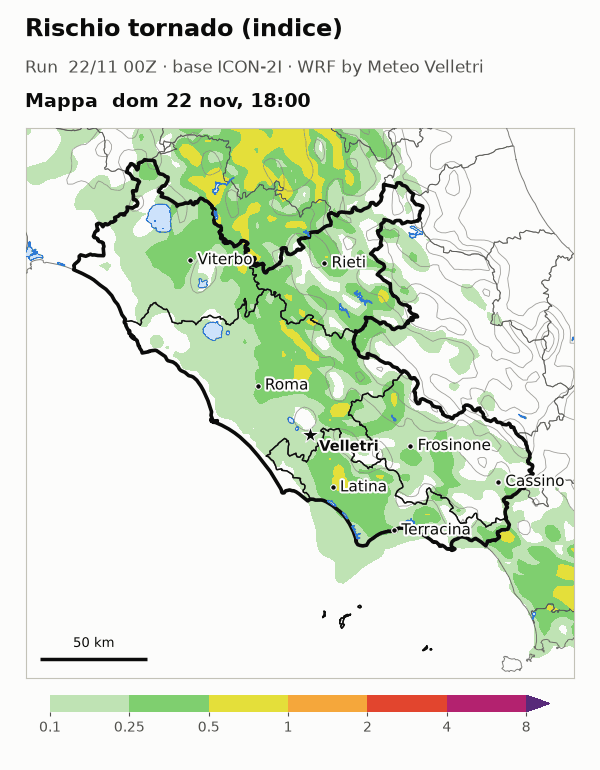 Rischio tornado (indice)
Run  22/11 00Z · base ICON-2I · WRF by Meteo Velletri
Mappa  dom 22 nov, 18:00
Viterbo
Rieti
Roma
Velletri
Frosinone
Latina
Cassino
Terracina
50 km
0.1 0.25 0.5 1 2 4 8